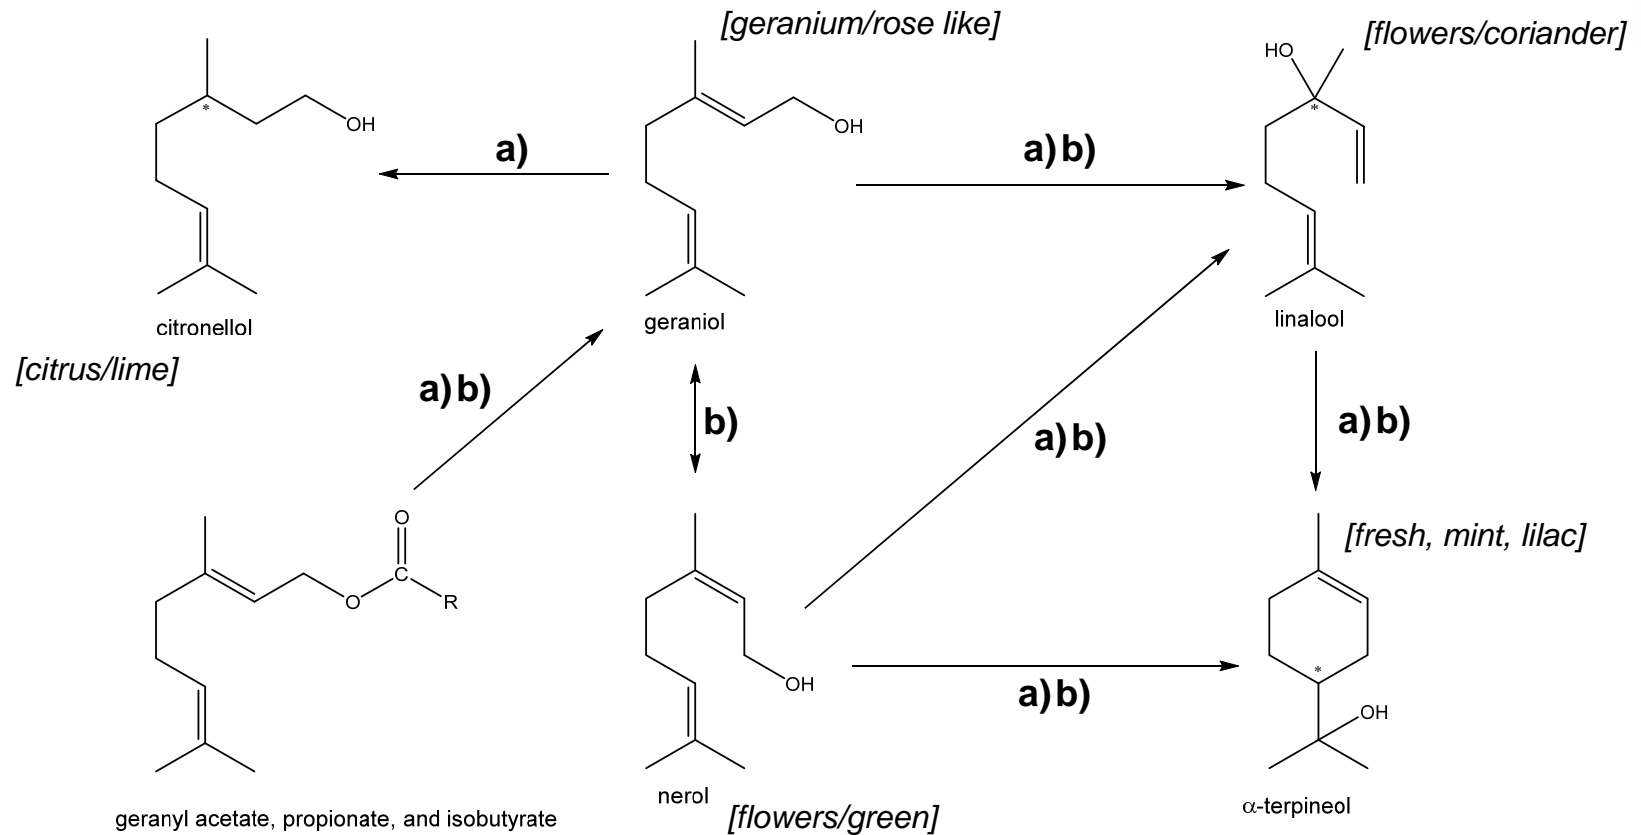 [geranium/rose like]
[flowers/coriander]
HO
*
*
OH
OH
a)
a) b)
citronellol
geraniol
linalool
[citrus/lime]
a) b)
b)
a) b)
a) b)
O
C
O
R
[fresh, mint, lilac]
*
OH
OH
a) b)
nerol
α-terpineol
geranyl acetate, propionate, and isobutyrate
[flowers/green]